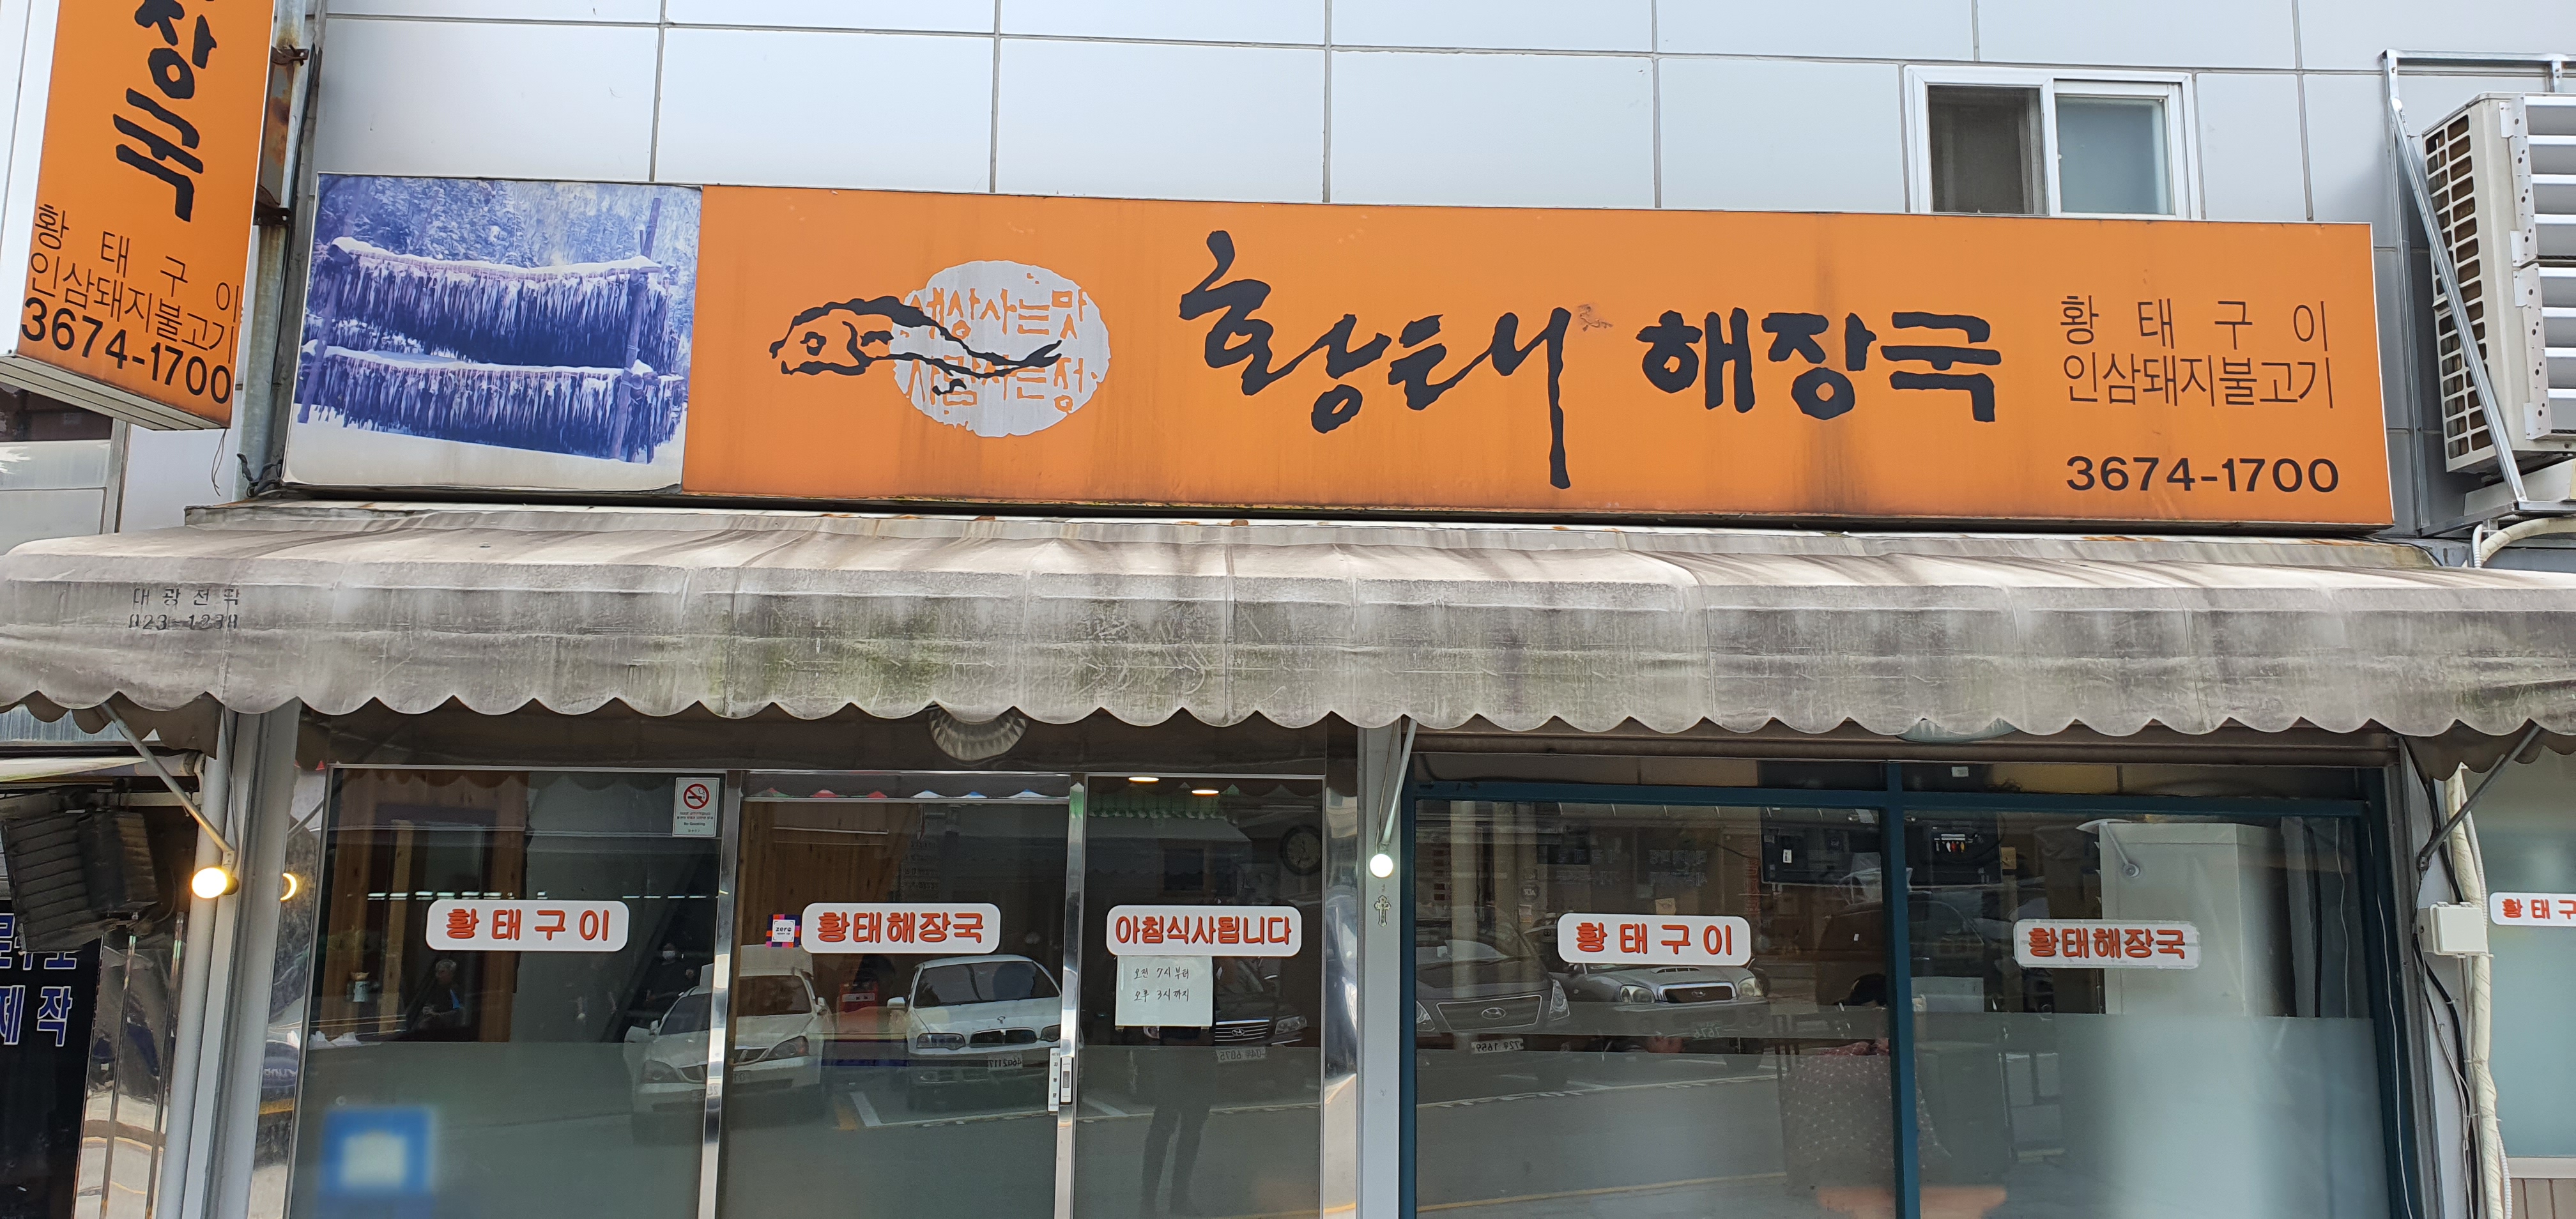 장국
황태구이
인삼돼지불고기
3674-1700
세상사는맛
사는정
황태 해장국
황태구이
인삼돼지불고기
3674-1700
대광천막
No Smoking
황태구이
zero
황태해장국
아침식사됩니다
오전 7시 부터
오후 3시 까지
황태구이
황태해장국
황태구
제작